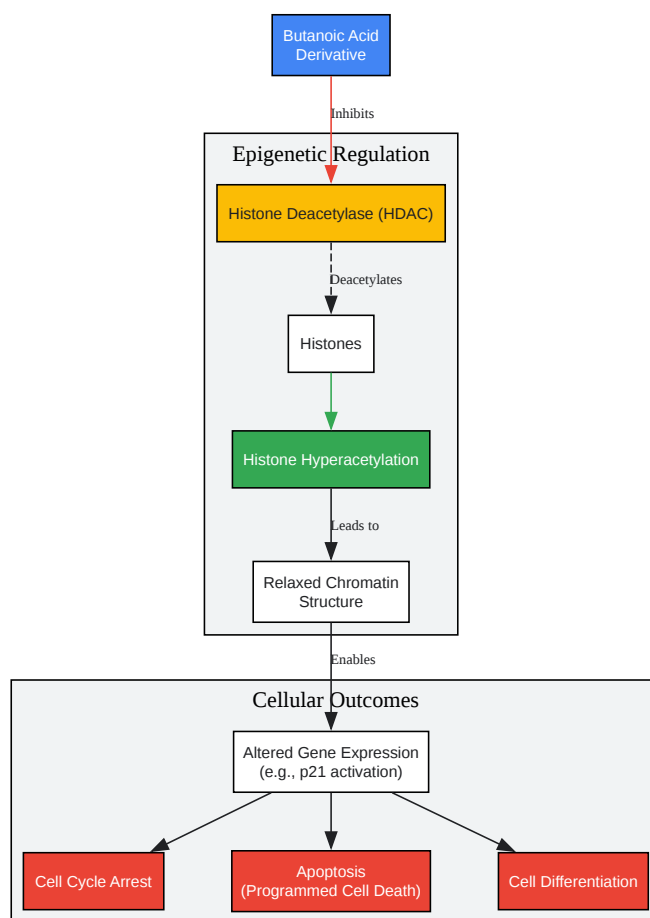 Butanoic Acid
Derivative
Inhibits
Epigenetic Regulation
Histone Deacetylase (HDAC)
Deacetylates
Histones
Histone Hyperacetylation
Leads to
Relaxed Chromatin
Structure
Enables
Cellular Outcomes
Altered Gene Expression
(e.g., p21 activation)
Cell Cycle Arrest
Apoptosis
(Programmed Cell Death)
Cell Differentiation